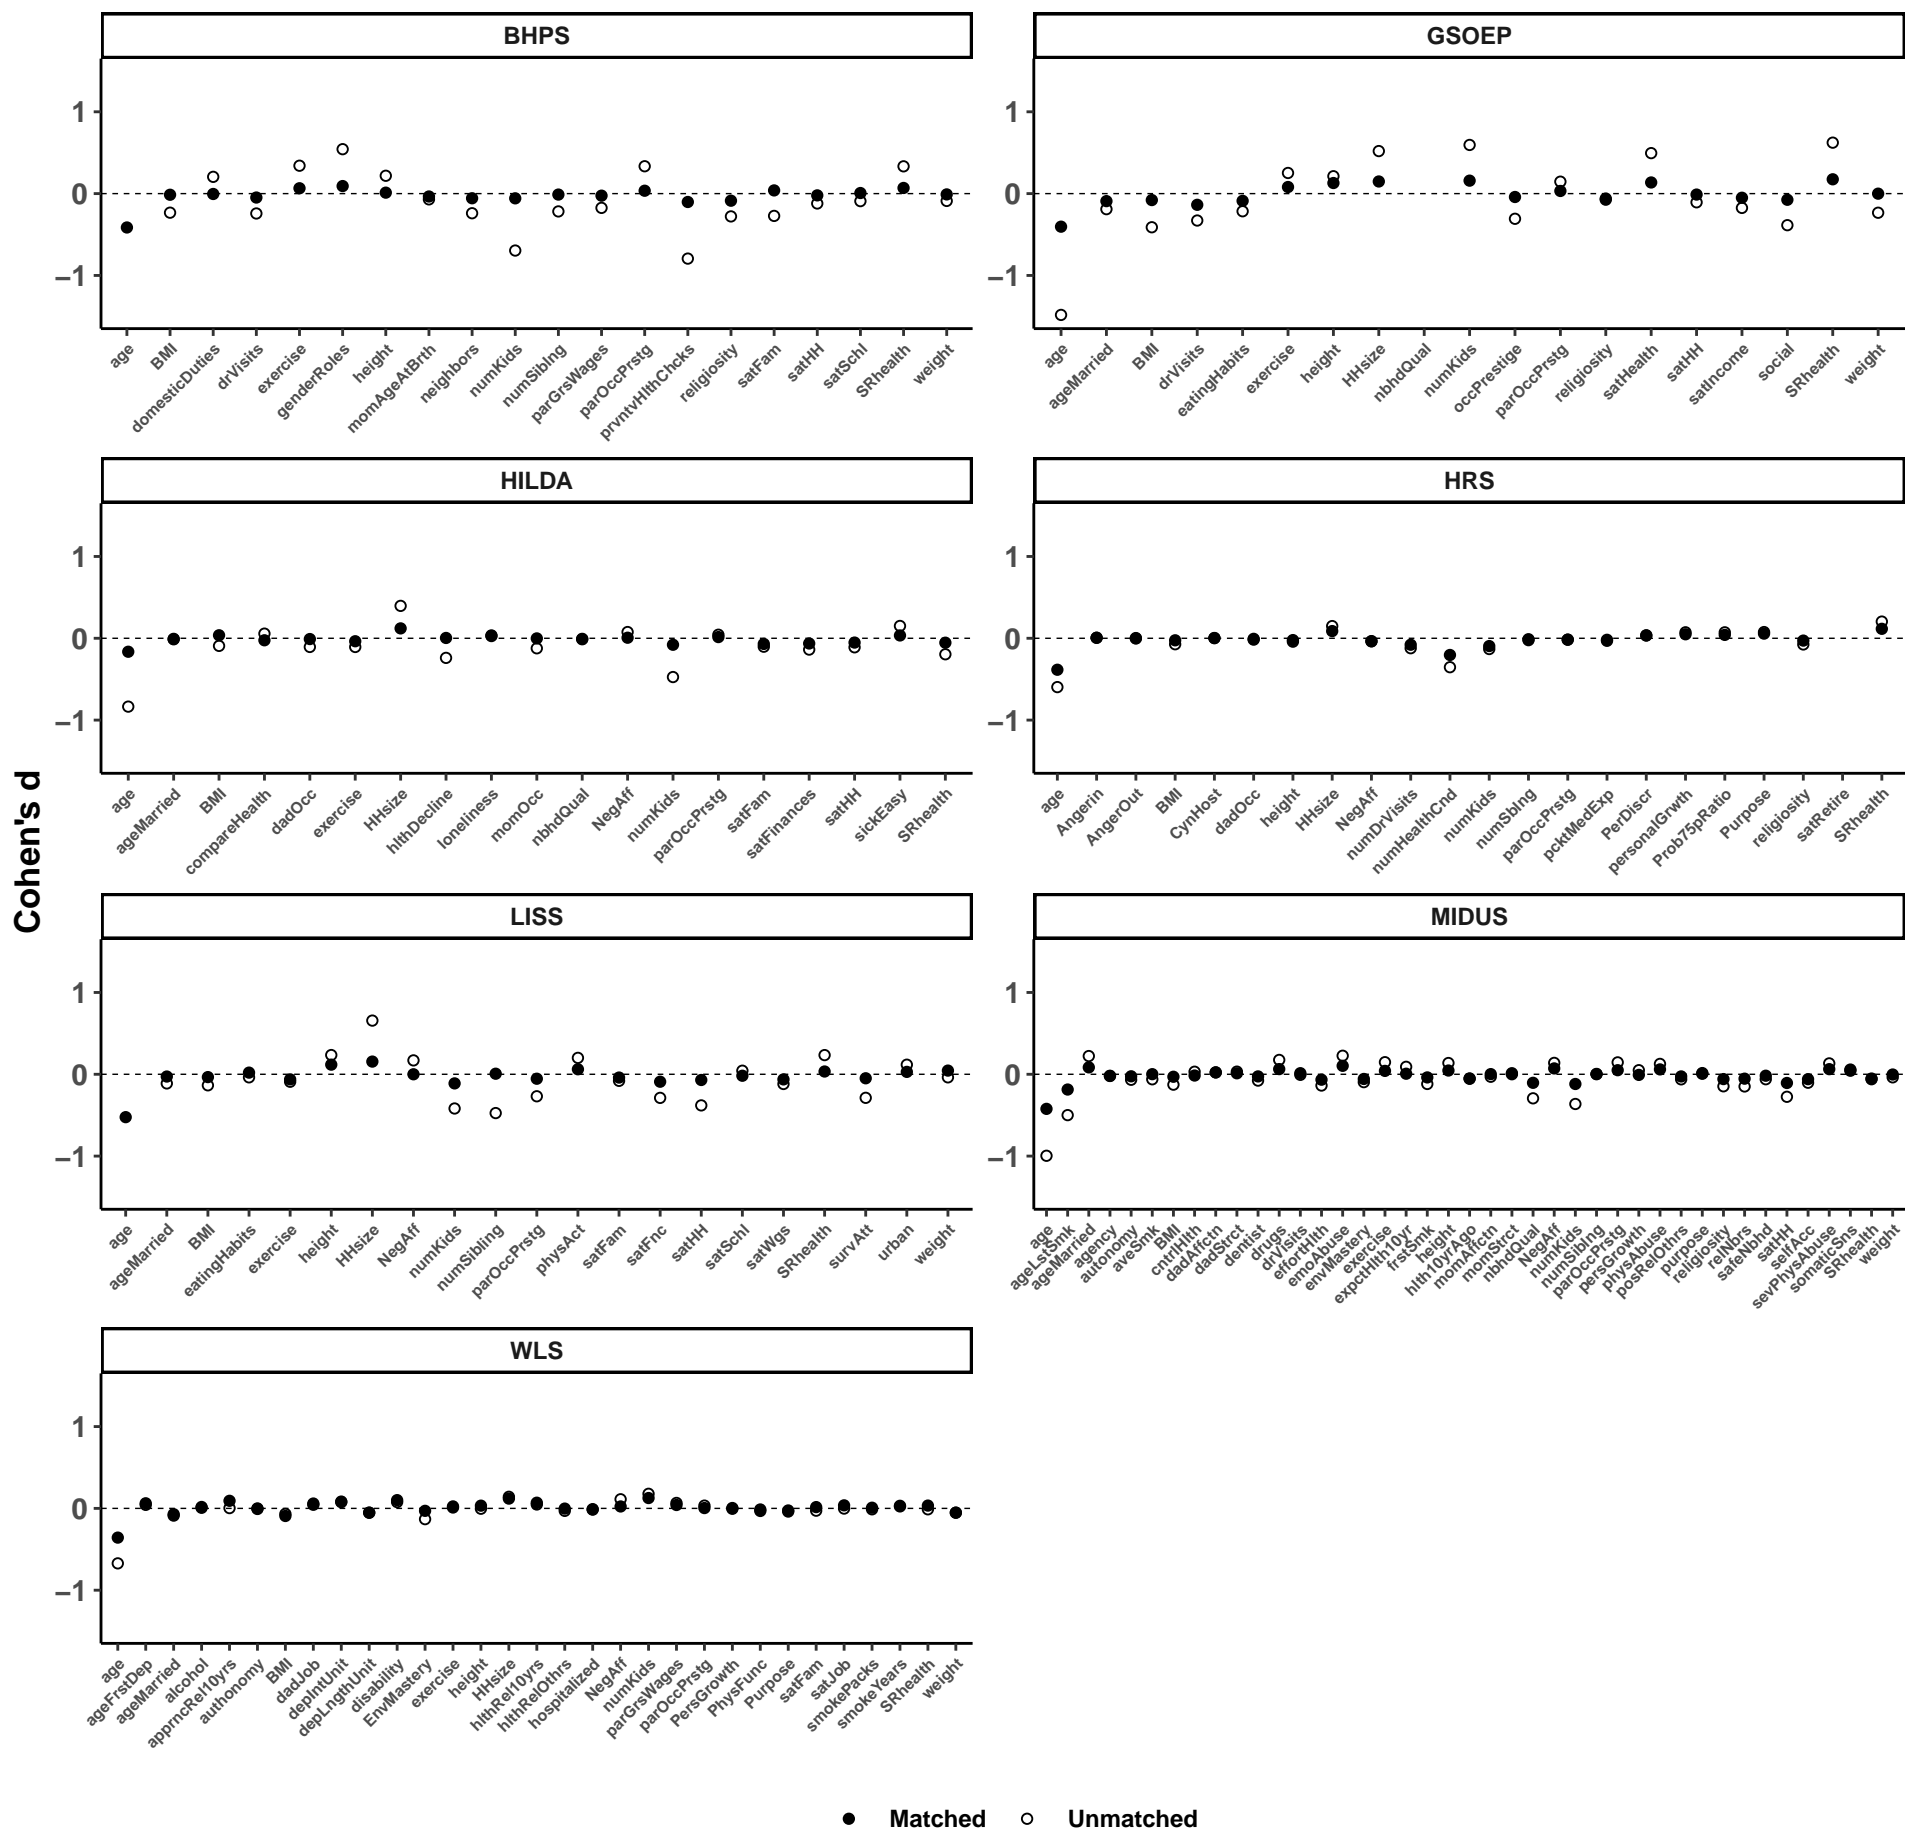 BHPS
GSOEP
1
0
−1
1
0
−1
age
BMI
domesticDuties
drVisits
exercise
genderRoles
height
momAgeAtBrth
neighbors
numKids
numSiblng
parGrsWages
parOccPrstg
prvntvHlthChcks
religiosity
satFam
satHH
satSchl
SRhealth
weight
age
ageMarried
BMI
drVisits
eatingHabits
exercise
height
HHsize
nbhdQual
numKids
occPrestige
parOccPrstg
religiosity
satHealth
satHH
satIncome
social
SRhealth
weight
HILDA
HRS
1
0
−1
1
0
−1
age
ageMarried
BMI
compareHealth
dadOcc
exercise
HHsize
hlthDecline
loneliness
momOcc
nbhdQual
NegAff
numKids
parOccPrstg
satFam
satFinances
satHH
sickEasy
SRhealth
age
Angerin
AngerOut
BMI
CynHost
dadOcc
height
HHsize
NegAff
numDrVisits
numHealthCnd
numKids
numSblng
parOccPrstg
pcktMedExp
PerDiscr
personalGrwth
Prob75pRatio
Purpose
religiosity
satRetire
SRhealth
Cohen's d
LISS
MIDUS
1
0
−1
1
0
−1
age
ageMarried
BMI
eatingHabits
exercise
height
HHsize
NegAff
numKids
numSibling
parOccPrstg
physAct
satFam
satFnc
satHH
satSchl
satWgs
SRhealth
survAtt
urban
weight
age
ageLstSmk
ageMarried
agency
autonomy
aveSmk
BMI
cntrlHlth
dadAffctn
dadStrct
dentist
drugs
drVisits
effortHlth
emoAbuse
envMastery
exercise
expctHlth10yr
frstSmk
height
hlth10yrAgo
momAffctn
momStrct
nbhdQual
NegAff
numKids
numSiblng
parOccPrstg
persGrowth
physAbuse
posRelOthrs
purpose
religiosity
relNbrs
safeNbhd
satHH
selfAcc
sevPhysAbuse
somaticSns
SRhealth
weight
WLS
1
0
−1
age
ageFrstDep
ageMarried
alcohol
apprncRel10yrs
authonomy
BMI
dadJob
depIntUnit
depLngthUnit
disability
EnvMastery
exercise
height
HHsize
hlthRel10yrs
hlthRelOthrs
hospitalized
NegAff
numKids
parGrsWages
parOccPrstg
PersGrowth
PhysFunc
Purpose
satFam
satJob
smokePacks
smokeYears
SRhealth
weight
Matched
Unmatched